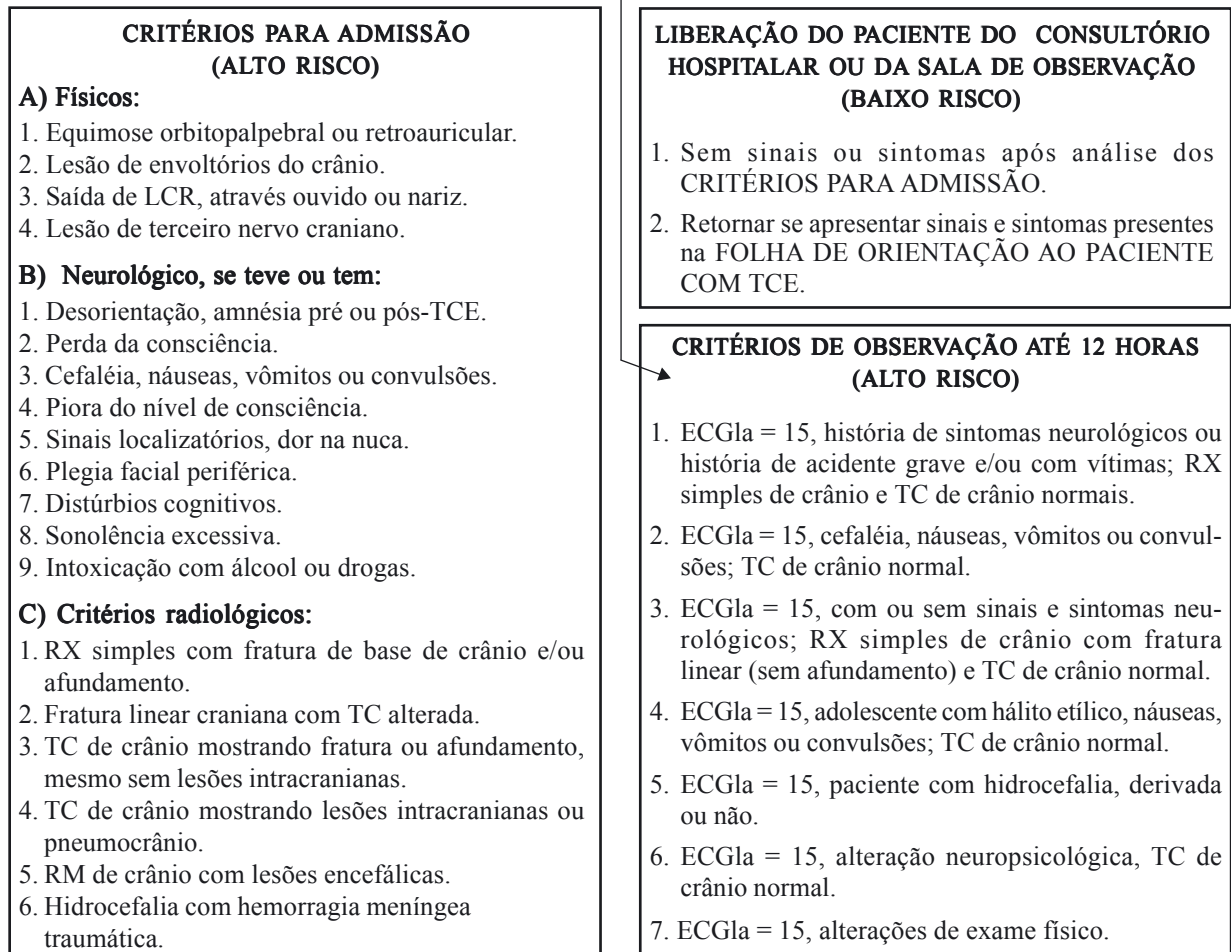 CRITÉRIOS PARA ADMISSÃO
(ALTO RISCO)
A) Físicos:
1. Equimose orbitopalpebral ou retroauricular.
2. Lesão de envoltórios do crânio.
3. Saída de LCR, através ouvido ou nariz.
4. Lesão de terceiro nervo craniano.
B) Neurológico, se teve ou tem:
1. Desorientação, amnésia pré ou pós-TCE.
2. Perda da consciência.
3. Cefaléia, náuseas, vômitos ou convulsões.
4. Piora do nível de consciência.
5. Sinais localizatórios, dor na nuca.
6. Plegia facial periférica.
7. Distúrbios cognitivos.
8. Sonolência excessiva.
9. Intoxicação com álcool ou drogas.
C) Critérios radiológicos:
1. RX simples com fratura de base de crânio e/ou
afundamento.
2. Fratura linear craniana com TC alterada.
3. TC de crânio mostrando fratura ou afundamento,
mesmo sem lesões intracranianas.
4. TC de crânio mostrando lesões intracranianas ou
pneumocrânio.
5. RM de crânio com lesões encefálicas.
6. Hidrocefalia com hemorragia meníngea
traumática.
LIBERAÇÃO DO PACIENTE DO CONSULTÓRIO
HOSPITALAR OU DA SALA DE OBSERVAÇÃO
(BAIXO RISCO)
1. Sem sinais ou sintomas após análise dos
CRITÉRIOS PARA ADMISSÃO.
2. Retornar se apresentar sinais e sintomas presentes
na FOLHA DE ORIENTAÇÃO AO PACIENTE
COM TCE.
CRITÉRIOS DE OBSERVAÇÃO ATÉ 12 HORAS
(ALTO RISCO)
1. ECGla = 15, história de sintomas neurológicos ou
história de acidente grave e/ou com vítimas; RX
simples de crânio e TC de crânio normais.
2. ECGla = 15, cefaléia, náuseas, vômitos ou convul-
sões; TC de crânio normal.
3. ECGla = 15, com ou sem sinais e sintomas neu-
rológicos; RX simples de crânio com fratura
linear (sem afundamento) e TC de crânio normal.
4. ECGla = 15, adolescente com hálito etílico, náuseas,
vômitos ou convulsões; TC de crânio normal.
5. ECGla = 15, paciente com hidrocefalia, derivada
ou não.
6. ECGla = 15, alteração neuropsicológica, TC de
crânio normal.
7. ECGla = 15, alterações de exame físico.